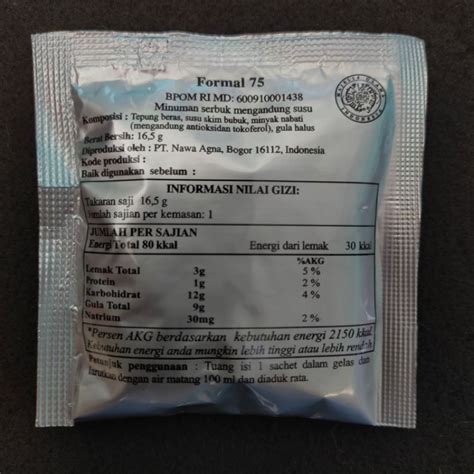 Formal 75
BPOM RI MD: 600910001438
Minuman serbuk mengandung susu
Komposisi : Tepung beras, susu skim bubuk, minyak nabati
(mengandung antioksidan tokoferol), gula halus
Berat Bersih: 16,5 g
Diproduksi oleh : PT. Nawa Agna, Bogor 16112, Indonesia
Kode produksi :
Baik digunakan sebelum :
INFORMASI NILAI GIZI:
Takaran saji 16,5 g
Jumlah sajian per kemasan: 1
JUMLAH PER SAJIAN
Energi Total 80 kkal Energi dari lemak 30 kkal
%AKG
Lemak Total 3g 5 %
Protein 1g 2 %
Karbohidrat 12g 4 %
Gula Total 9g
Natrium 30mg 2 %
*Persen AKG berdasarkan kebutuhan energi 2150 kkal.
Kebutuhan energi anda mungkin lebih tinggi atau lebih rendah.
Petunjuk penggunaan : Tuang isi 1 sachet dalam gelas dan
larutkan dengan air matang 100 ml dan diaduk rata.